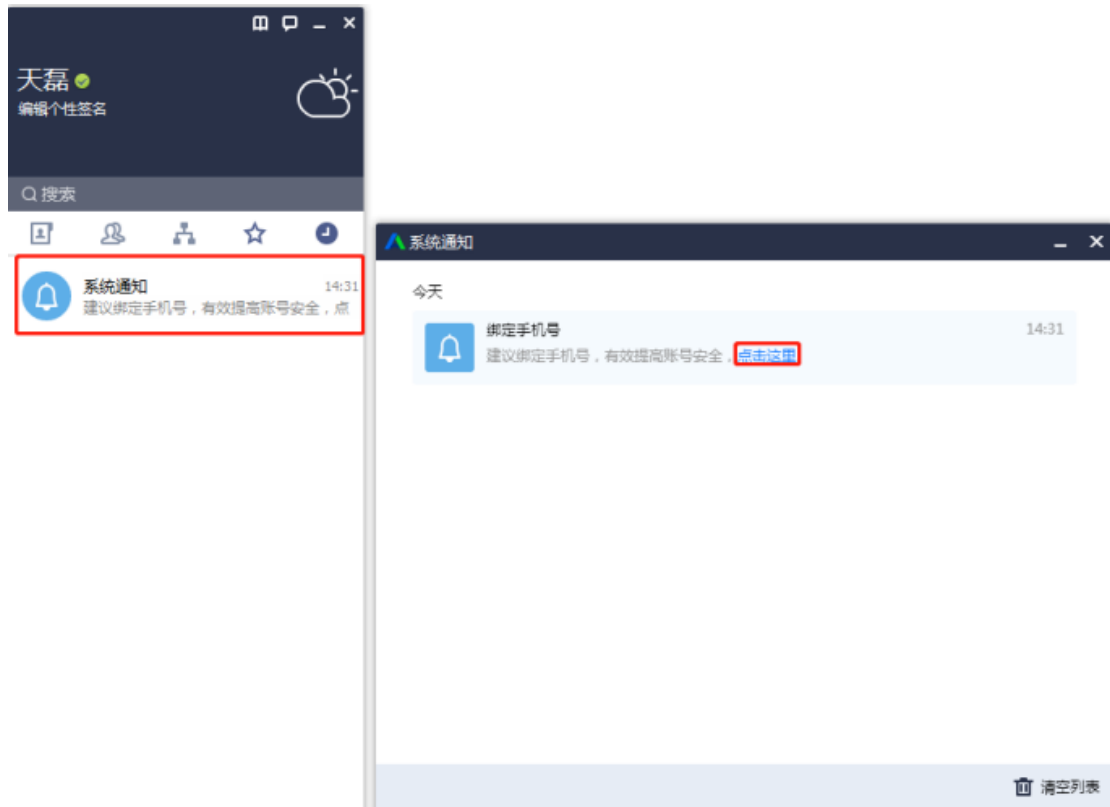 天磊
编辑个性签名
搜索
系统通知 14:31
建议绑定手机号，有效提高账号安全，点
系统通知
今天
绑定手机号 14:31
建议绑定手机号，有效提高账号安全，点击这里
清空列表